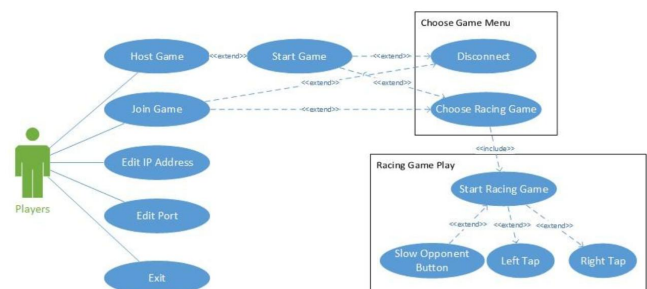 Choose Game Menu
Host Game
<<extend>>
Start Game
<<extend>>
Disconnect
<<extend>>
<<extend>>
Join Game
<<extend>>
Choose Racing Game
<<include>>
Edit IP Address
Racing Game Play
Start Racing Game
Players
Edit Port
<<extend>>
<<extend>>
<<extend>>
Slow Opponent
Button
Left Tap
Right Tap
Exit